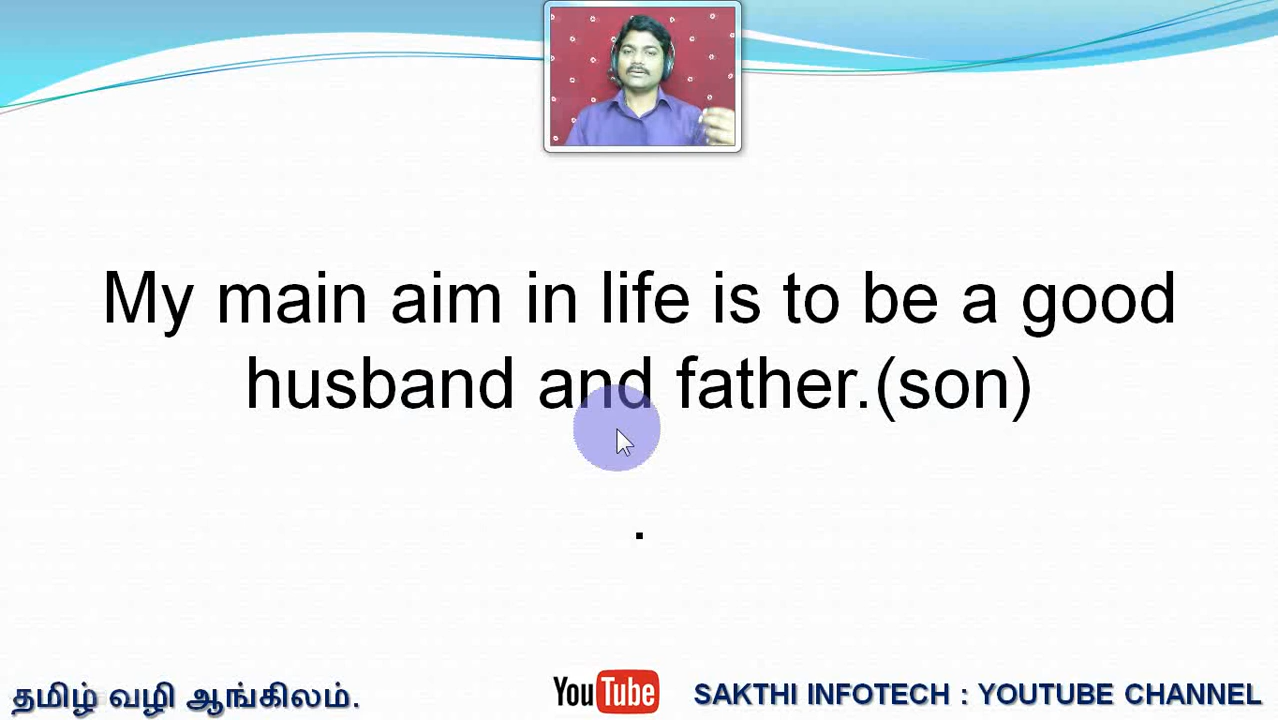 My main aim in life is to be a good
husband and father.(son)
.
தமிழ் வழி ஆங்கிலம்.
YouTube
SAKTHI INFOTECH : YOUTUBE CHANNEL